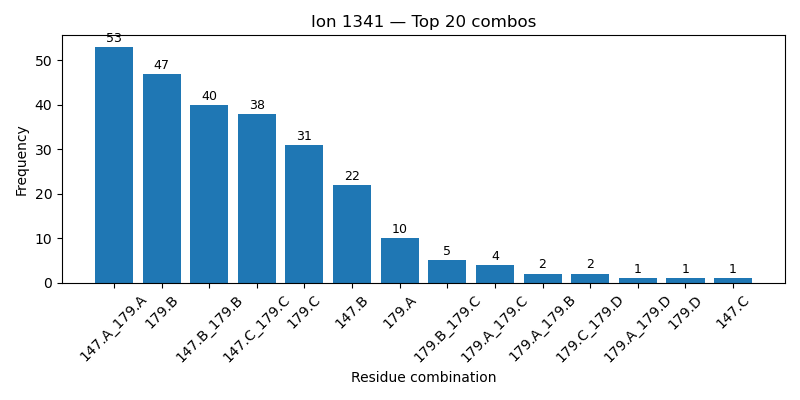 Ion 1341 — Top 20 combos
Frequency
50
40
30
20
10
0
53
47
40
38
31
22
10
5
4
2
2
1
1
1
147.A_179.A
179.B
147.B_179.B
147.C_179.C
179.C
147.B
179.A
179.B_179.C
179.A_179.C
179.A_179.B
179.C_179.D
179.A_179.D
179.D
147.C
Residue combination